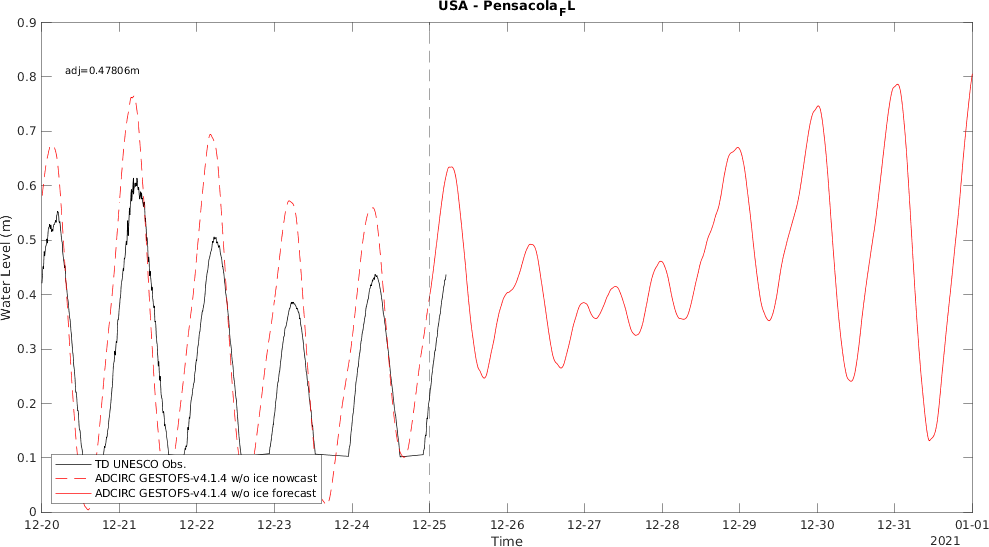 USA - Pensacola_FL
0.9
0.8
0.7
0.6
0.5
0.4
0.3
0.2
0.1
0
Water Level (m)
adj=0.47806m
TD UNESCO Obs.
ADCIRC GESTOFS-v4.1.4 w/o ice nowcast
ADCIRC GESTOFS-v4.1.4 w/o ice forecast
12-20 12-21 12-22 12-23 12-24 12-25 12-26 12-27 12-28 12-29 12-30 12-31 01-01
Time
2021